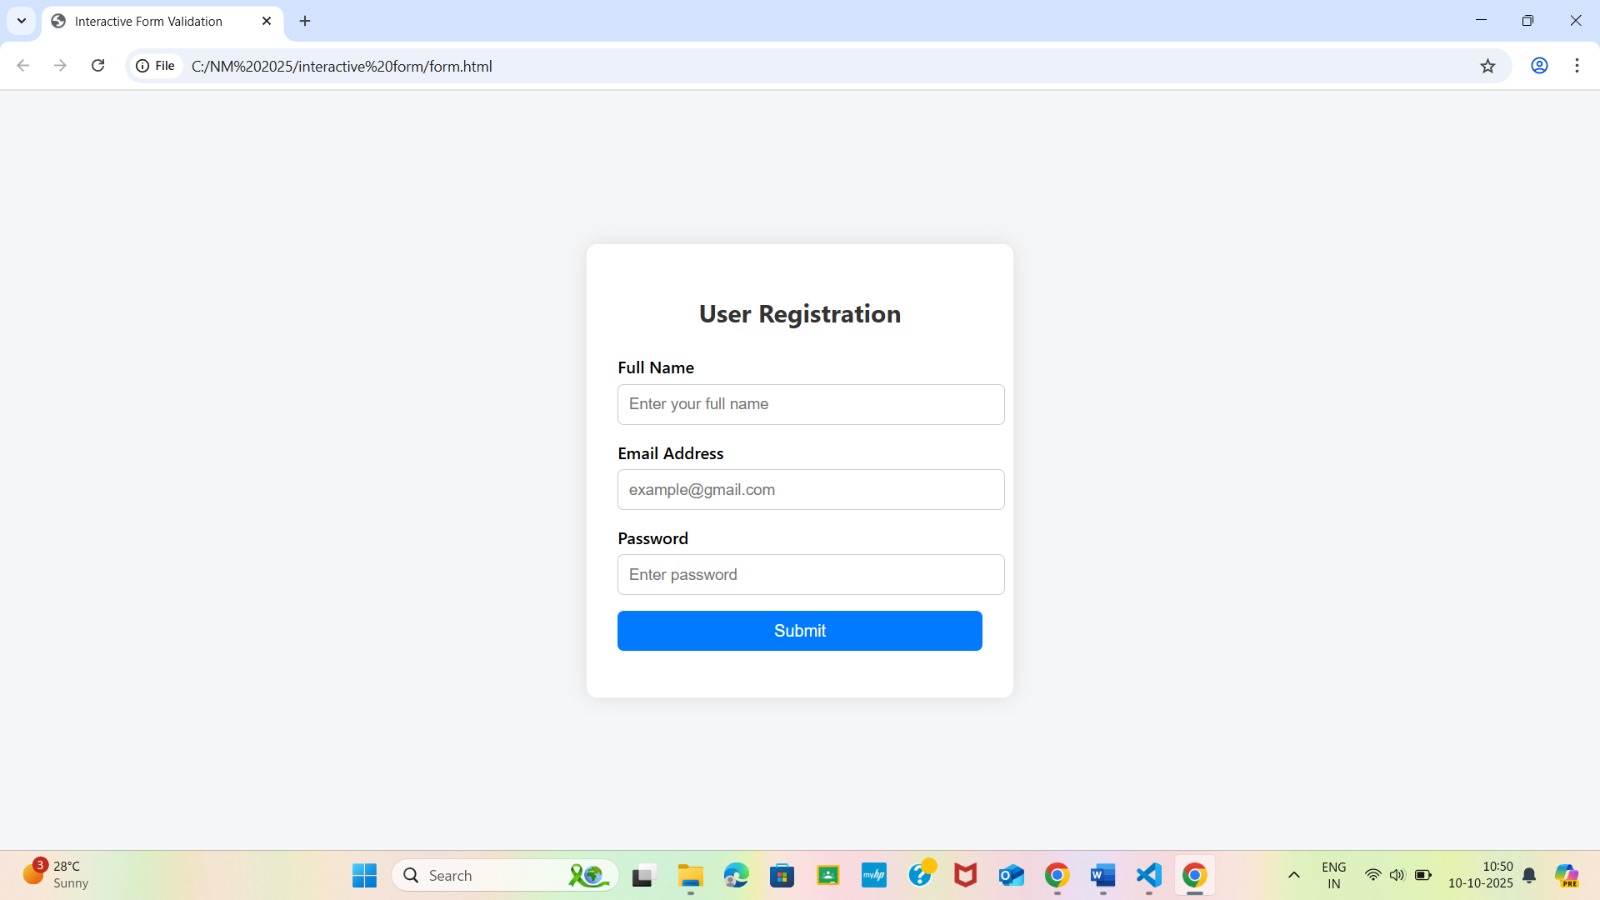 Interactive Form Validation
File C:/NM%202025/interactive%20form/form.html
User Registration
Full Name
Enter your full name
Email Address
example@gmail.com
Password
Enter password
Submit
3
28°C
Sunny
Search
myhp
ENG
IN
10:50
10-10-2025
PRE